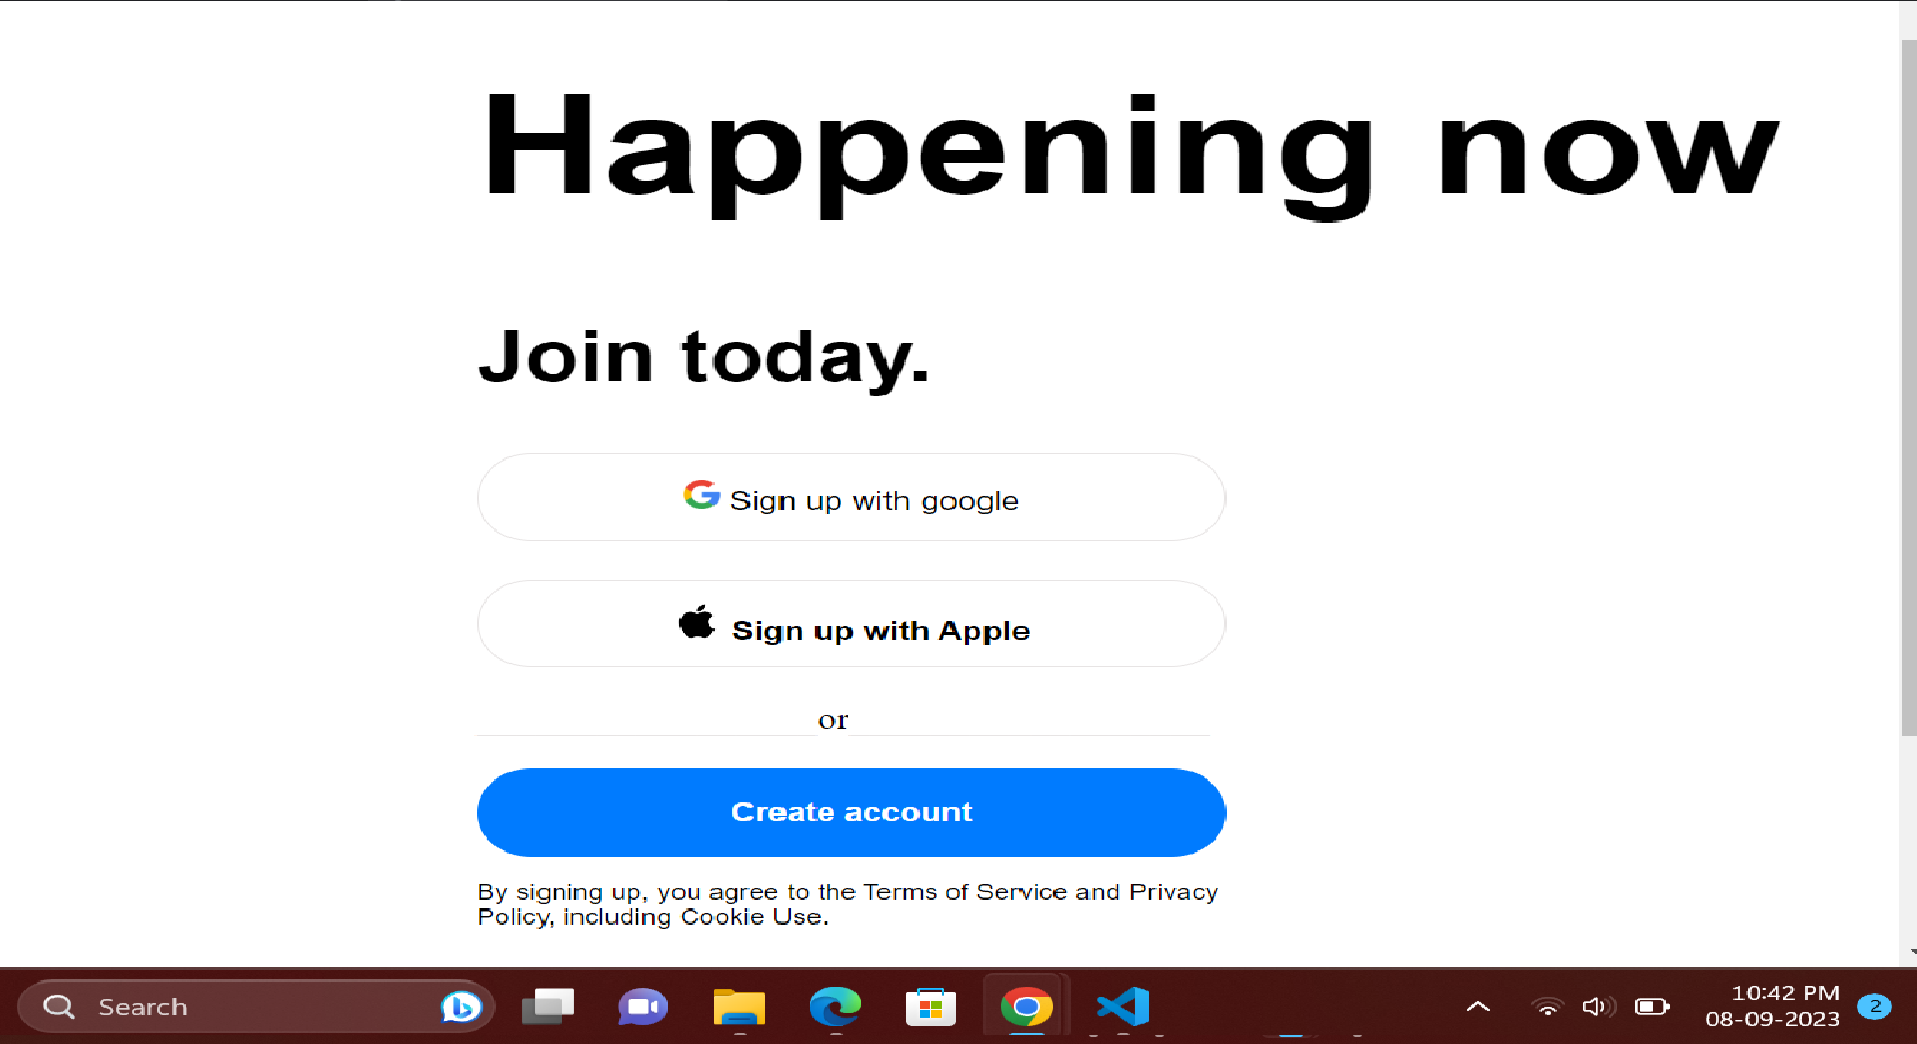 Happening now
Join today.
Sign up with google
Sign up with Apple
or
Create account
By signing up, you agree to the Terms of Service and Privacy
Policy, including Cookie Use.
Search
10:42 PM
08-09-2023
2